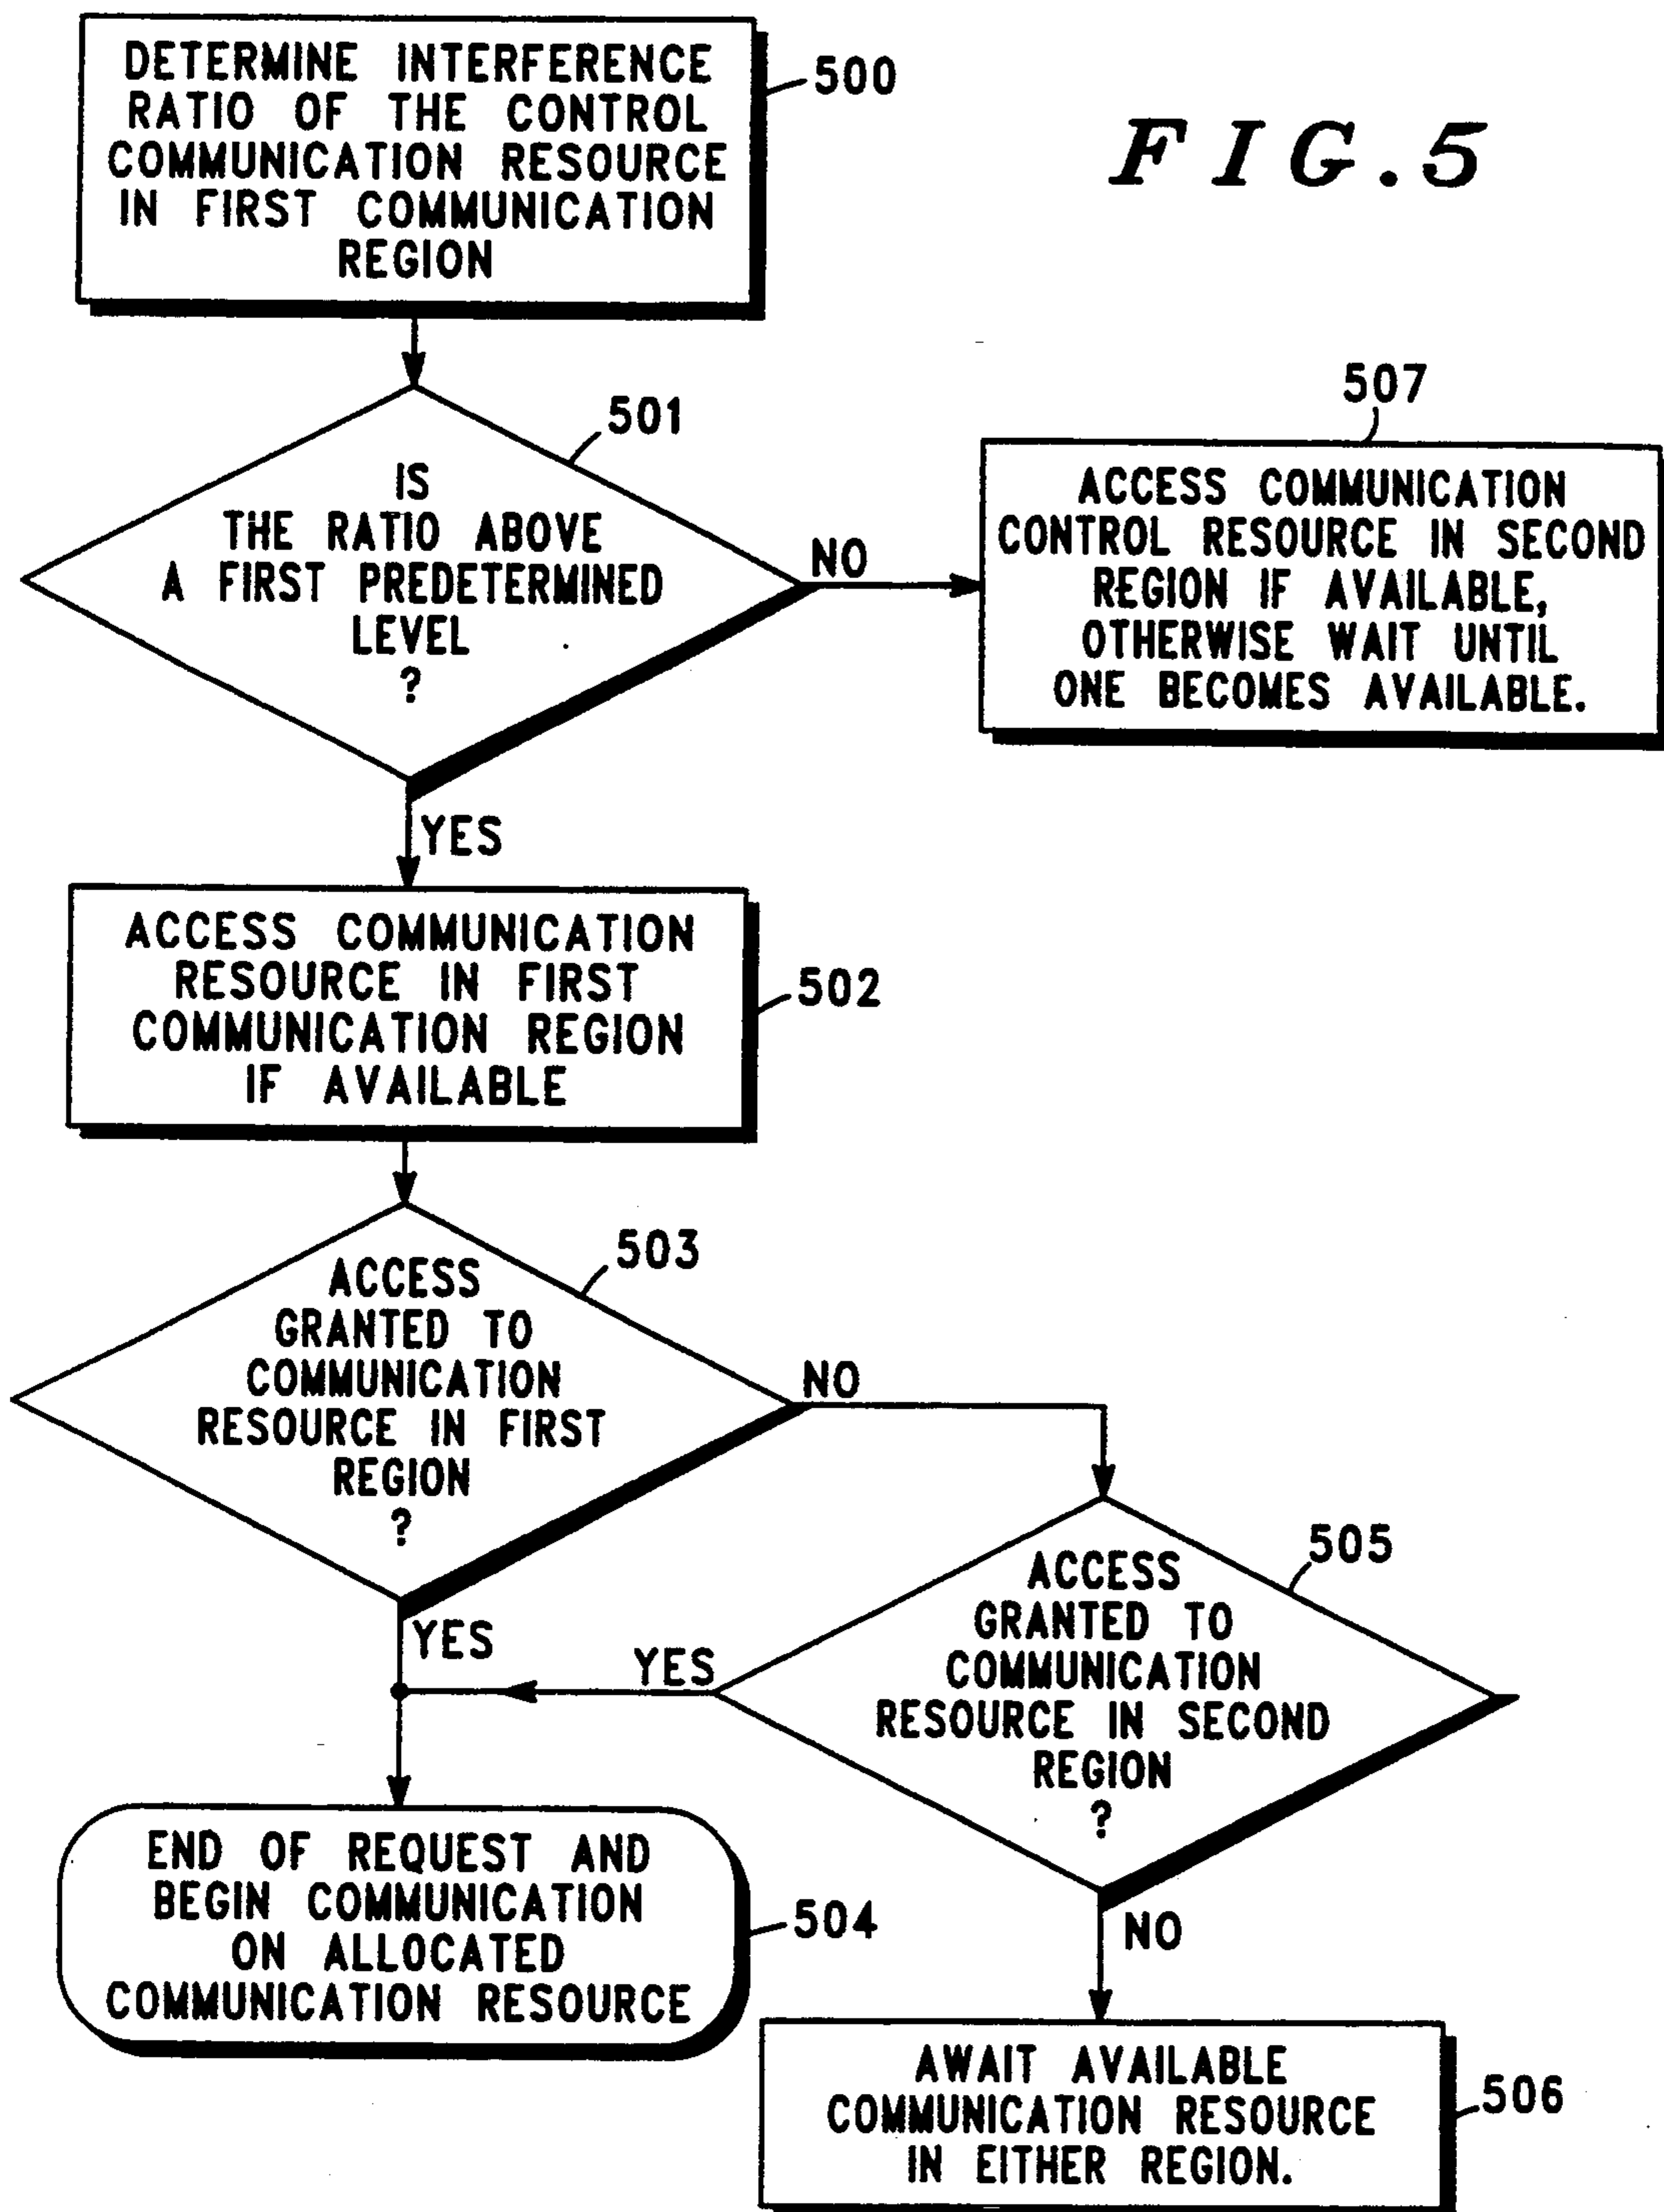 DETERMINE INTERFERENCE
RATIO OF THE CONTROL
COMMUNICATION RESOURCE
IN FIRST COMMUNICATION
REGION
500
FIG.5
501
IS
THE RATIO ABOVE
A FIRST PREDETERMINED
LEVEL
?
NO
507
ACCESS COMMUNICATION
CONTROL RESOURCE IN SECOND
REGION IF AVAILABLE,
OTHERWISE WAIT UNTIL
ONE BECOMES AVAILABLE.
YES
ACCESS COMMUNICATION
RESOURCE IN FIRST
COMMUNICATION REGION
IF AVAILABLE
502
503
ACCESS
GRANTED TO
COMMUNICATION
RESOURCE IN FIRST
REGION
?
NO
YES
505
ACCESS
GRANTED TO
COMMUNICATION
RESOURCE IN SECOND
REGION
?
YES
NO
END OF REQUEST AND
BEGIN COMMUNICATION
ON ALLOCATED
COMMUNICATION RESOURCE
504
AWAIT AVAILABLE
COMMUNICATION RESOURCE
IN EITHER REGION.
506